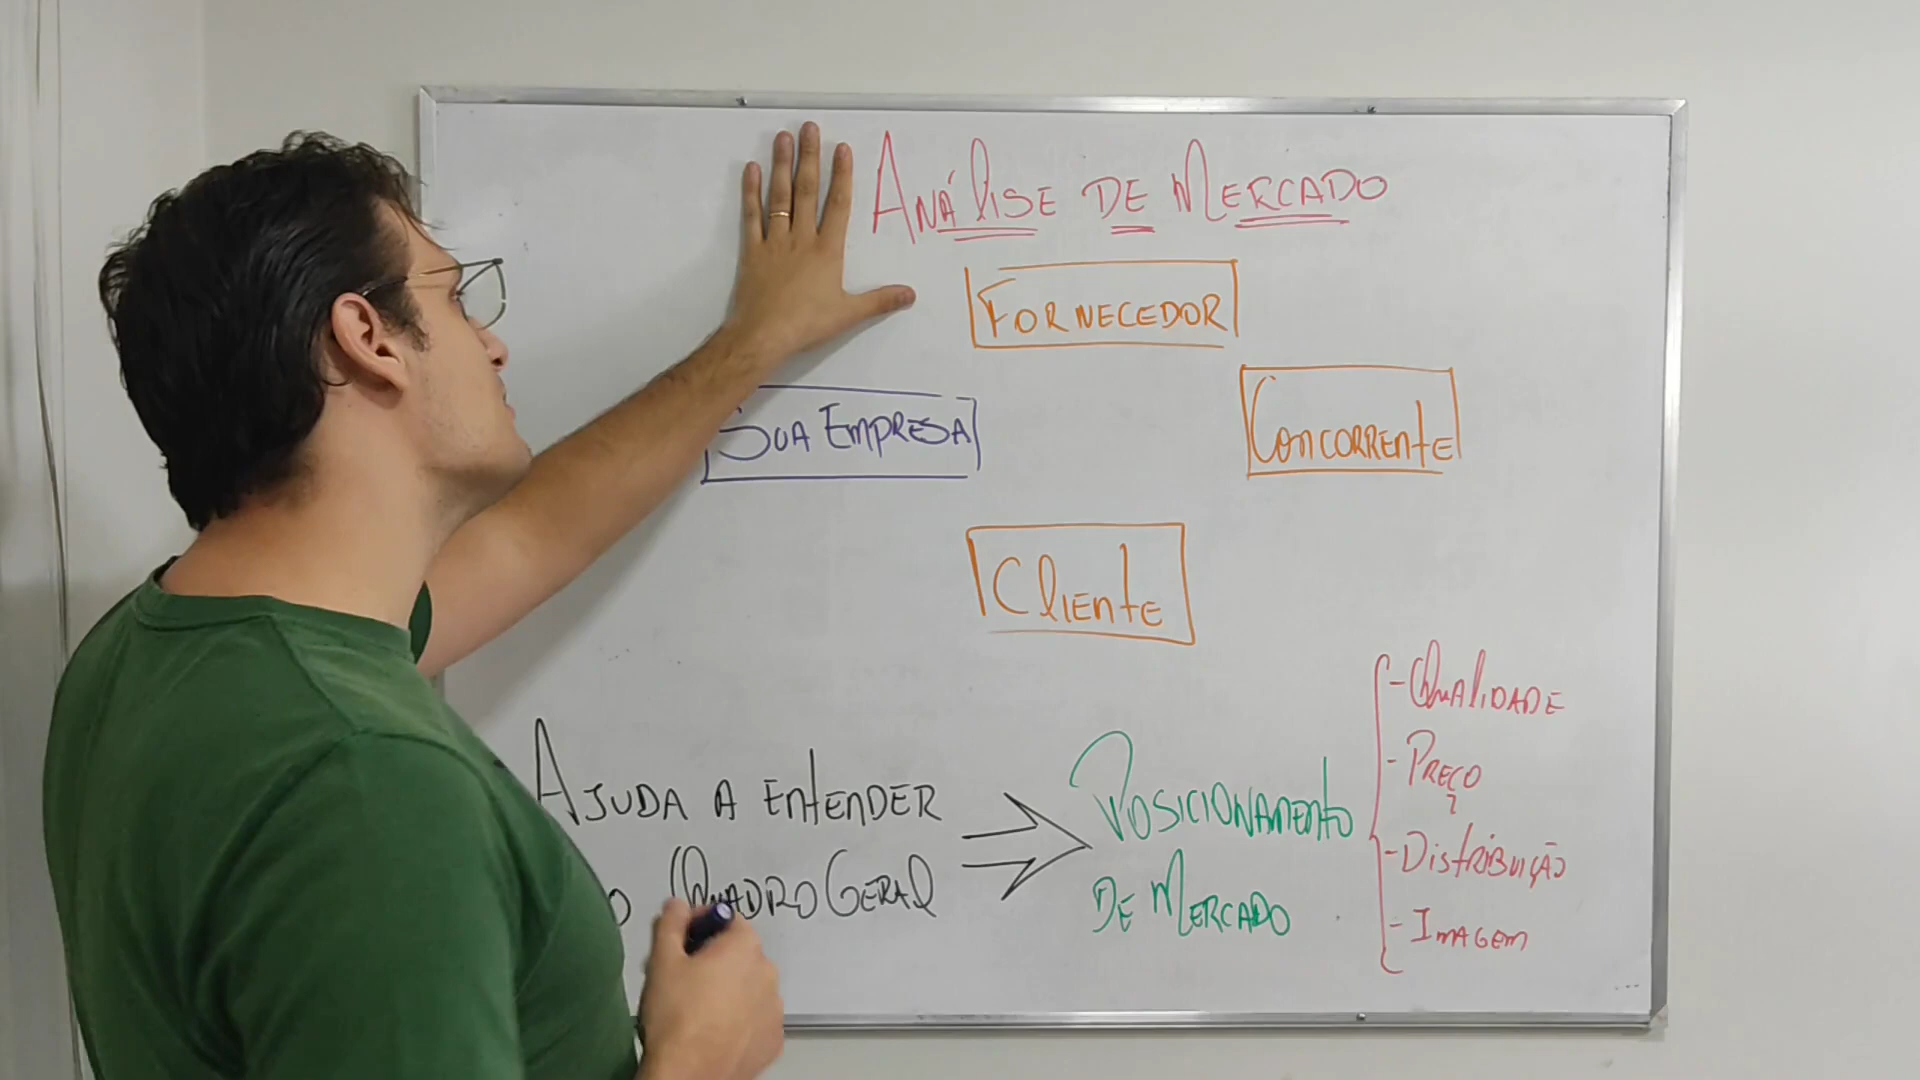 Análise de Mercado
Fornecedor
Sua Empresa
Concorrente
Cliente
Ajuda a entender
o Quadro Geral
Posicionamento
de Mercado
- Qualidade
- Preço
- Distribuição
- Imagem